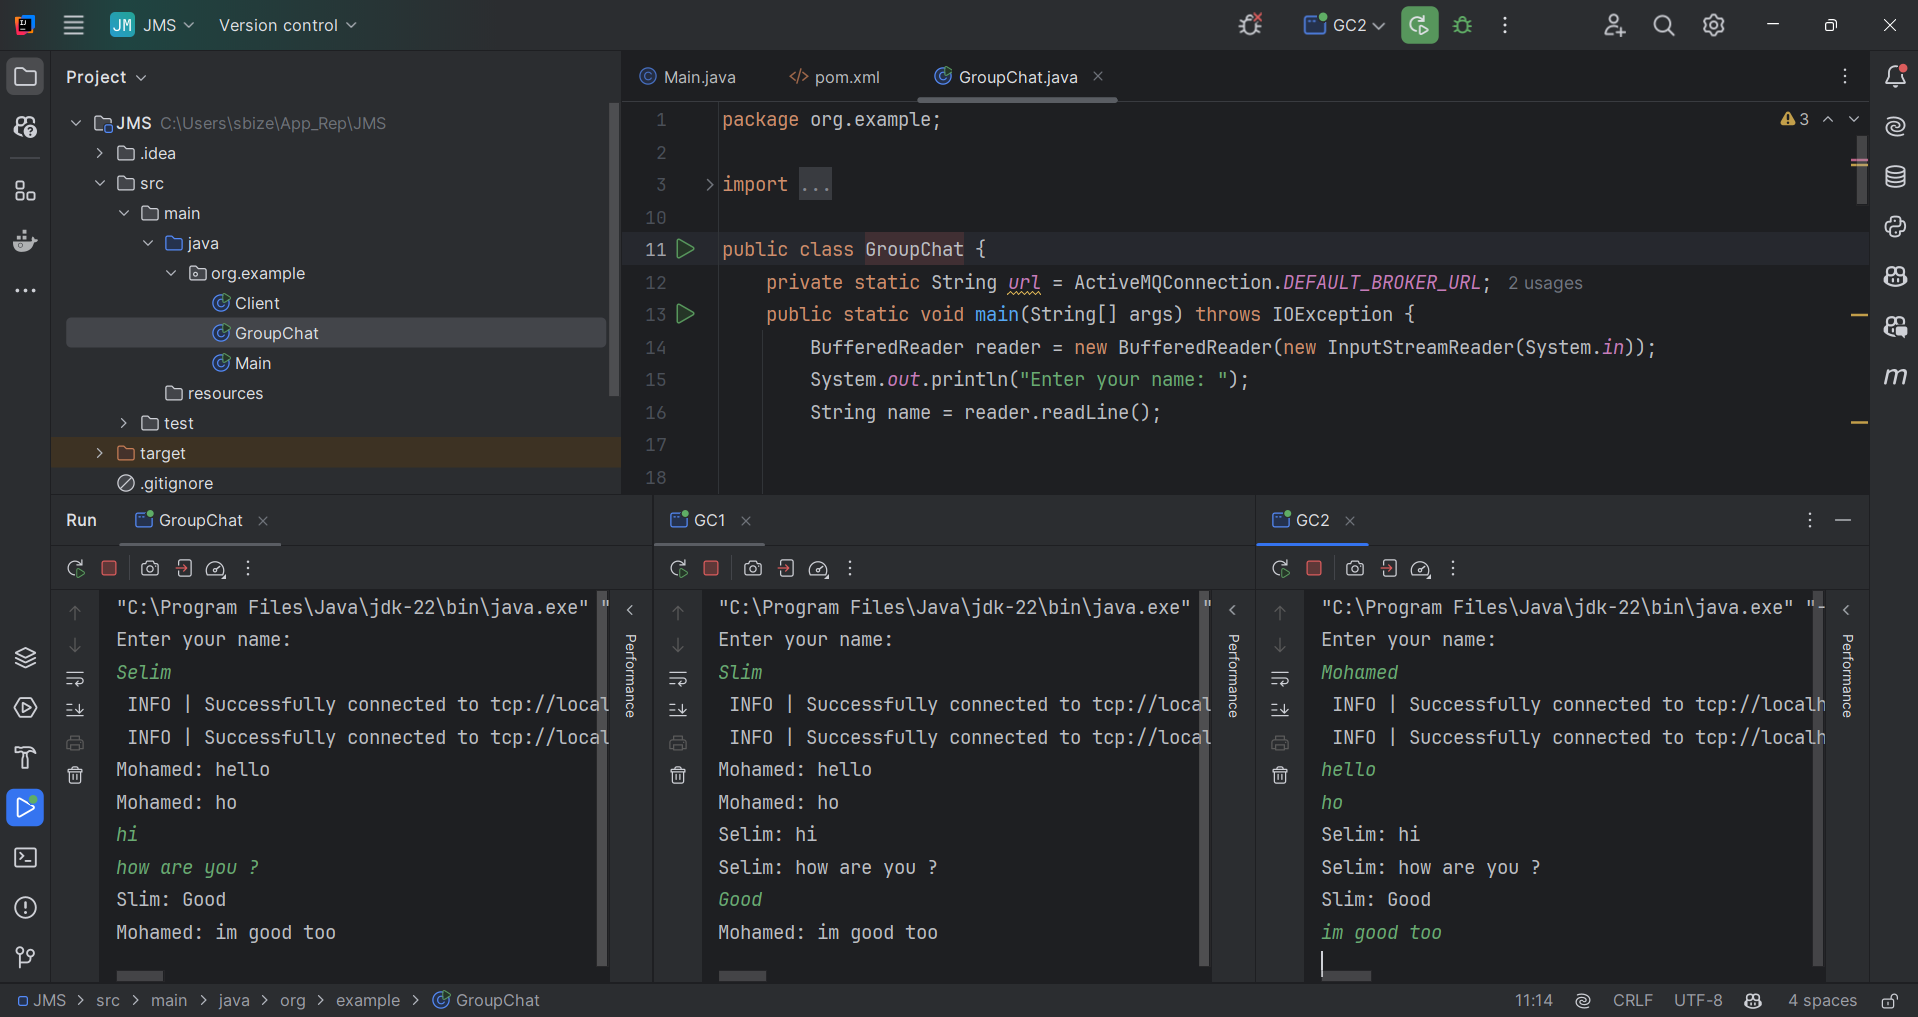 JM JMS Version control GC2
Project
JMS C:\Users\sbize\App_Rep\JMS
.idea
src
main
java
org.example
Client
GroupChat
Main
resources
test
target
.gitignore
Main.java pom.xml GroupChat.java
1 package org.example; 3
2
3 import ...
10
11 public class GroupChat {
12 private static String url = ActiveMQConnection.DEFAULT_BROKER_URL; 2 usages
13 public static void main(String[] args) throws IOException {
14 BufferedReader reader = new BufferedReader(new InputStreamReader(System.in));
15 System.out.println("Enter your name: ");
16 String name = reader.readLine();
17
18
Run GroupChat
"C:\Program Files\Java\jdk-22\bin\java.exe" "
Enter your name:
Selim
INFO | Successfully connected to tcp://local
INFO | Successfully connected to tcp://local
Mohamed: hello
Mohamed: ho
hi
how are you ?
Slim: Good
Mohamed: im good too
Performance
GC1
"C:\Program Files\Java\jdk-22\bin\java.exe" "
Enter your name:
Slim
INFO | Successfully connected to tcp://local
INFO | Successfully connected to tcp://local
Mohamed: hello
Mohamed: ho
Selim: hi
Selim: how are you ?
Good
Mohamed: im good too
Performance
GC2
"C:\Program Files\Java\jdk-22\bin\java.exe" "-
Enter your name:
Mohamed
INFO | Successfully connected to tcp://localh
INFO | Successfully connected to tcp://localh
hello
ho
Selim: hi
Selim: how are you ?
Slim: Good
im good too
Performance
m
JMS > src > main > java > org > example > GroupChat 11:14 CRLF UTF-8 4 spaces